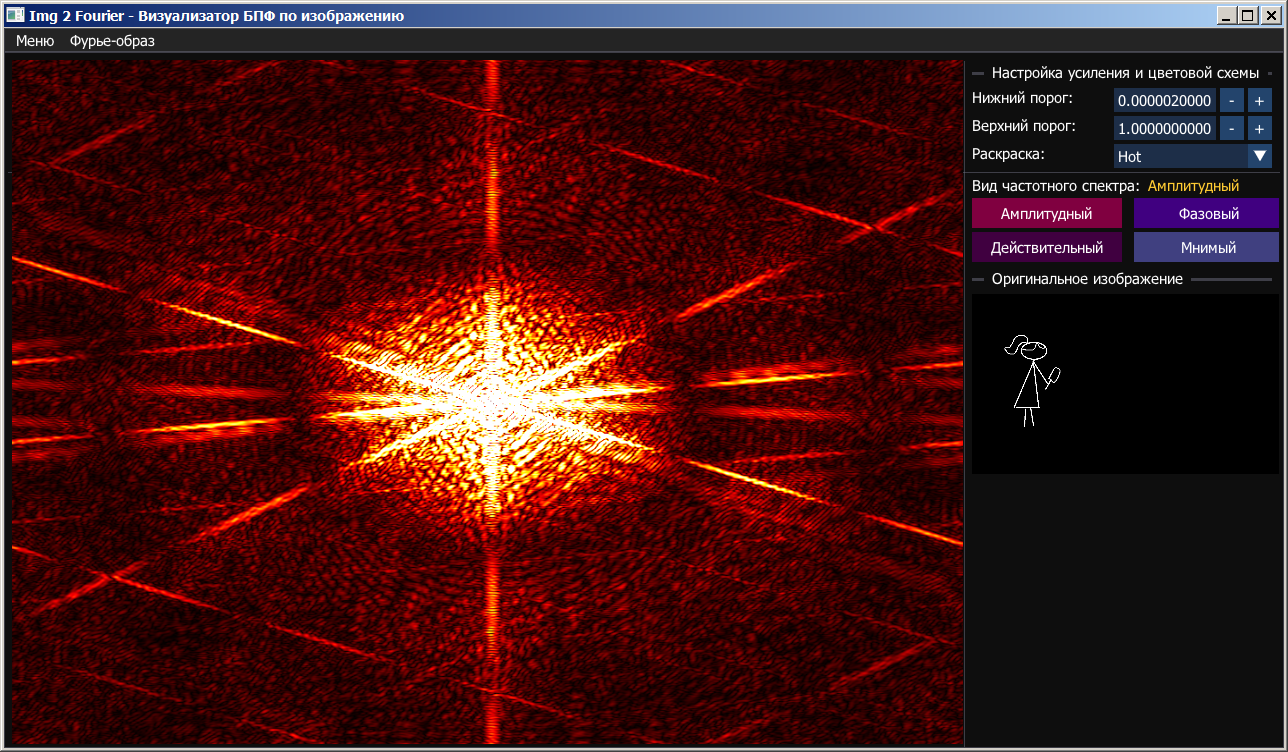 Img 2 Fourier - Визуализатор БПФ по изображению
Меню Фурье-образ
Настройка усиления и цветовой схемы
Нижний порог: 0.0000020000 - +
Верхний порог: 1.0000000000 - +
Раскраска: Hot
Вид частотного спектра: Амплитудный
Амплитудный Фазовый
Действительный Мнимый
Оригинальное изображение